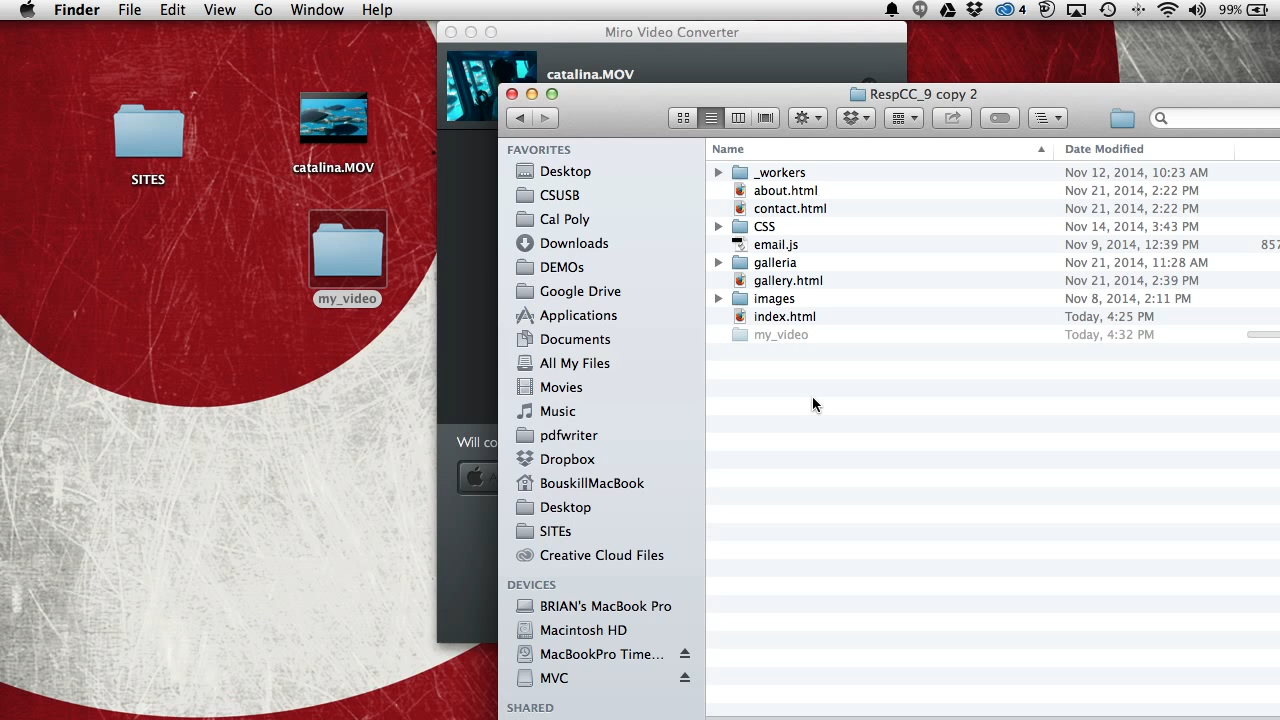 Finder File Edit View Go Window Help 4 99%
Miro Video Converter
catalina.MOV
RespCC_9 copy 2
SITES
catalina.MOV
my_video
FAVORITES
Desktop
CSUSB
Cal Poly
Downloads
DEMOs
Google Drive
Applications
Documents
All My Files
Movies
Music
pdfwriter
Dropbox
BouskillMacBook
Desktop
SITEs
Creative Cloud Files
DEVICES
BRIAN's MacBook Pro
Macintosh HD
MacBookPro Time...
MVC
SHARED
Name Date Modified
_workers Nov 12, 2014, 10:23 AM
about.html Nov 21, 2014, 2:22 PM
contact.html Nov 21, 2014, 2:22 PM
CSS Nov 14, 2014, 3:43 PM
email.js Nov 9, 2014, 12:39 PM 857
galleria Nov 21, 2014, 11:28 AM
gallery.html Nov 21, 2014, 2:39 PM
images Nov 8, 2014, 2:11 PM
index.html Today, 4:25 PM
my_video Today, 4:32 PM
Will co